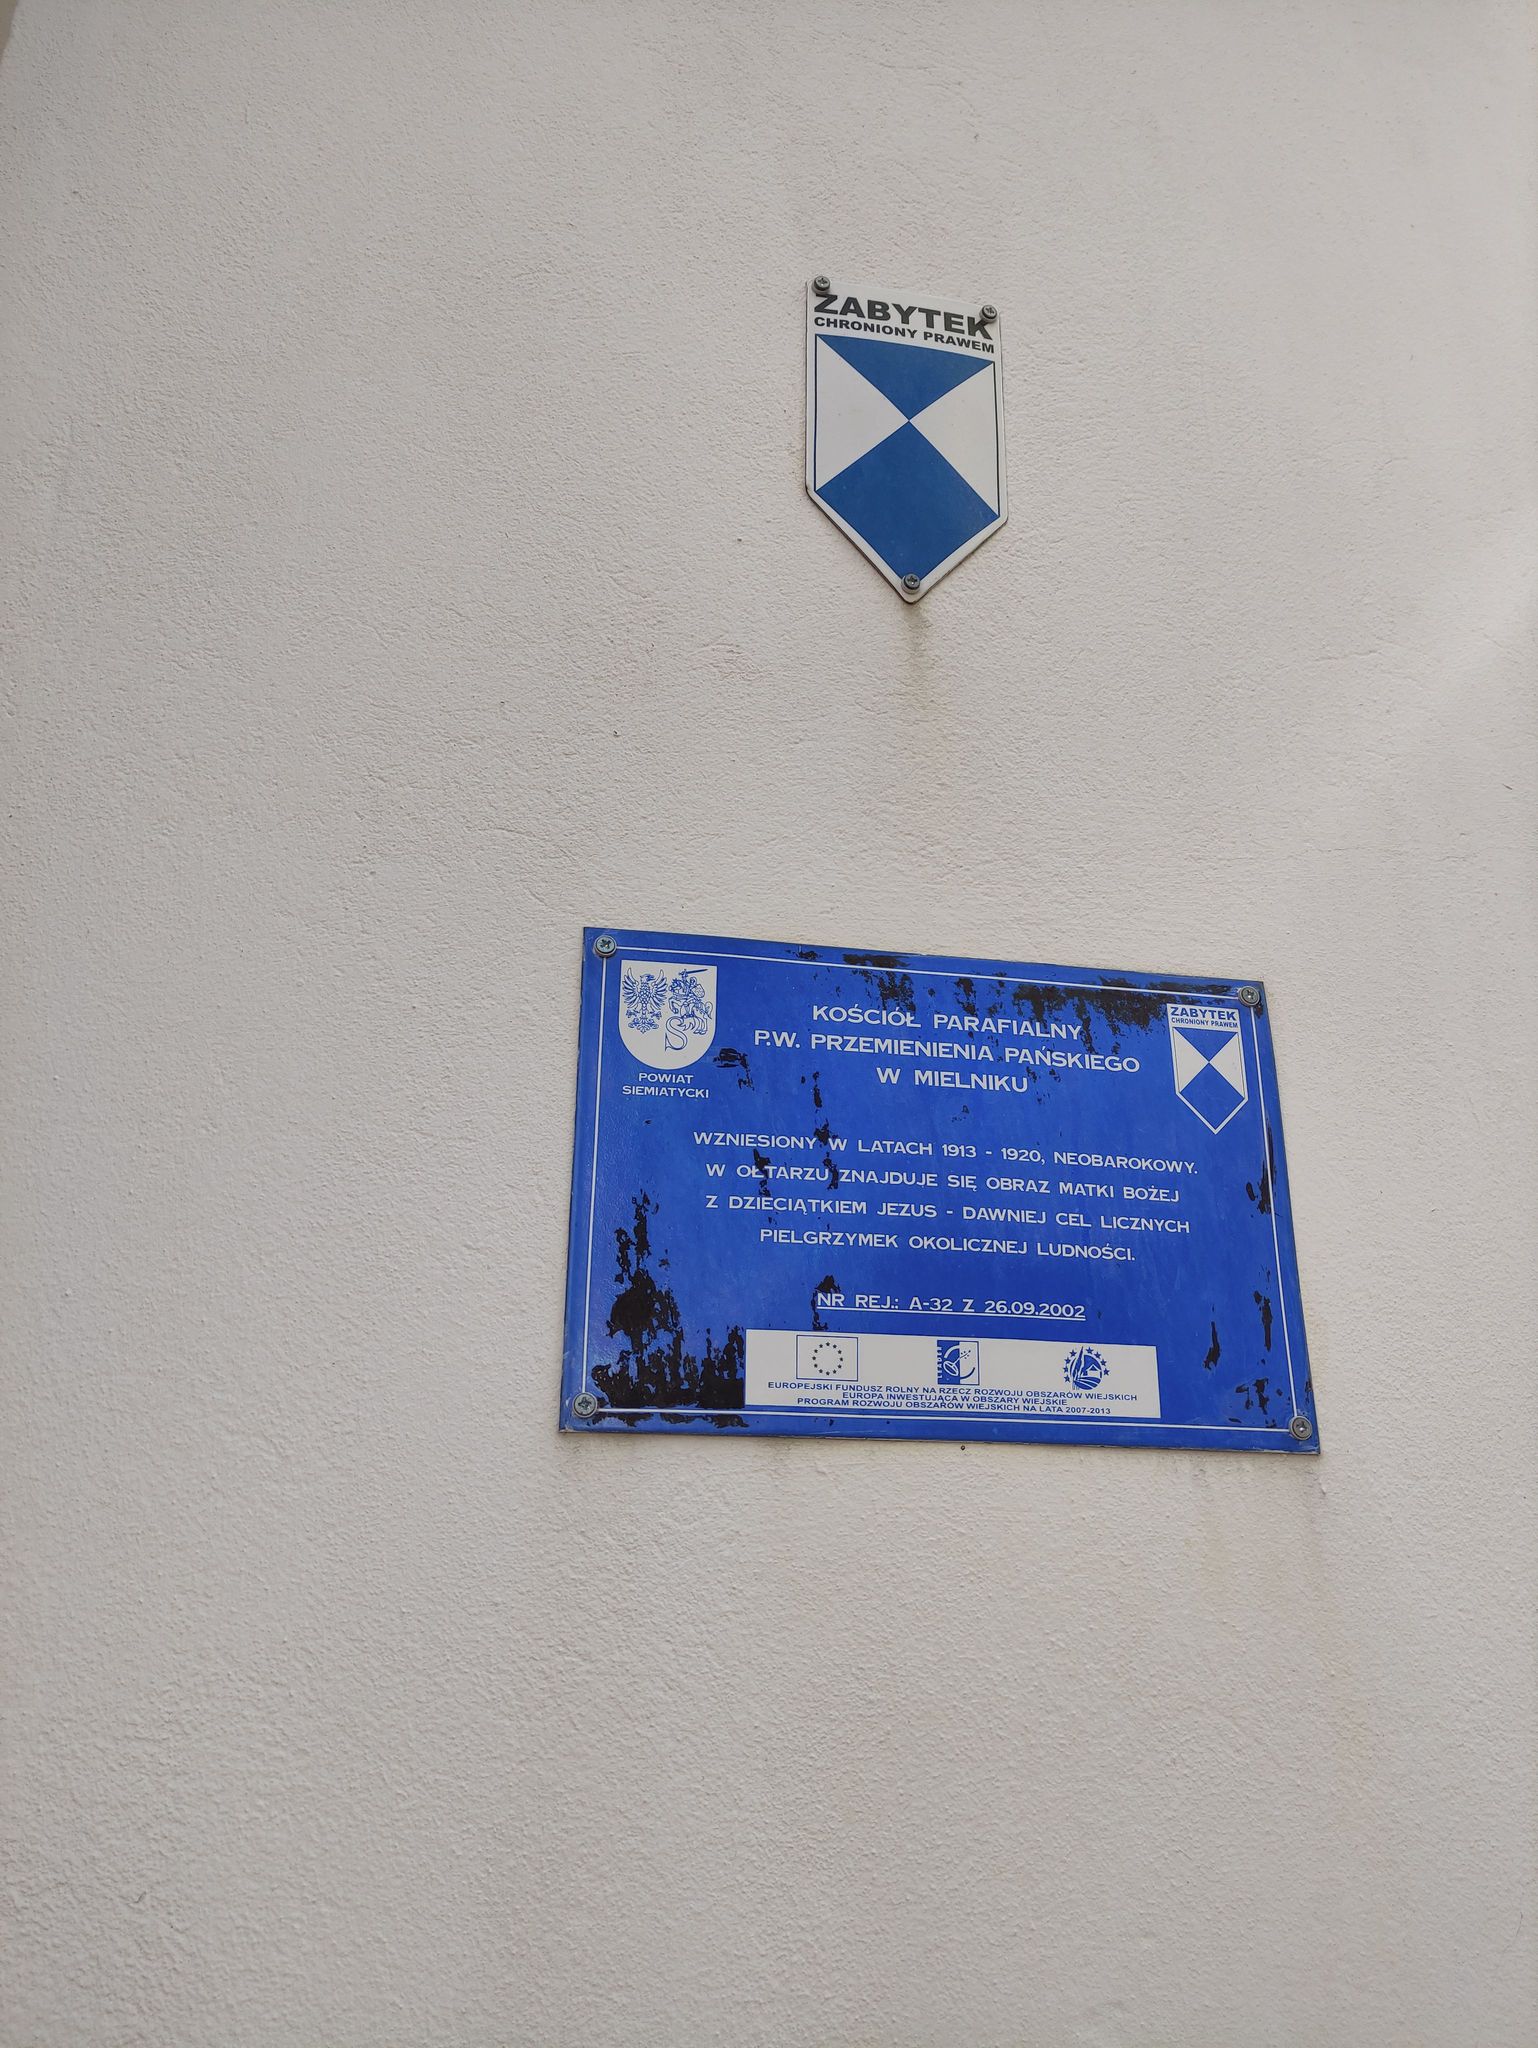 ZABYTEK
CHRONIONY PRAWEM
POWIAT
SIEMIATYCKI
KOŚCIÓŁ PARAFIALNY
P.W. PRZEMIENIENIA PAŃSKIEGO
W MIELNIKU
ZABYTEK
CHRONIONY PRAWEM
WZNIESIONY W LATACH 1913 - 1920, NEOBAROKOWY.
W OŁTARZU ZNAJDUJE SIĘ OBRAZ MATKI BOŻEJ
Z DZIECIĄTKIEM JEZUS - DAWNIEJ CEL LICZNYCH
PIELGRZYMEK OKOLICZNEJ LUDNOŚCI.
NR REJ.: A-32 Z 26.09.2002
LEADER
EUROPEJSKI FUNDUSZ ROLNY NA RZECZ ROZWOJU OBSZARÓW WIEJSKICH
EUROPA INWESTUJĄCA W OBSZARY WIEJSKIE
PROGRAM ROZWOJU OBSZARÓW WIEJSKICH NA LATA 2007-2013